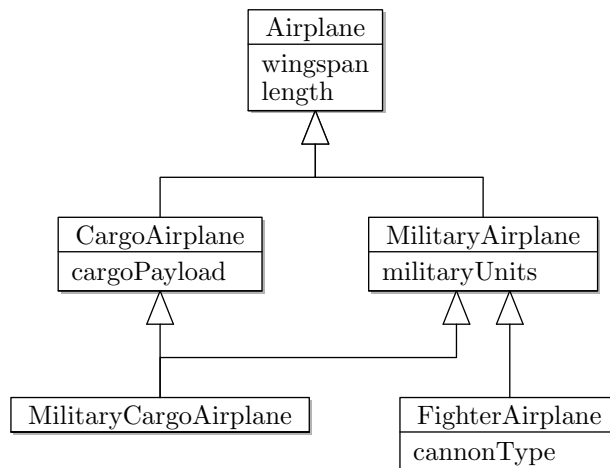 Airplane
wingspan
length
CargoAirplane
cargoPayload
MilitaryAirplane
militaryUnits
MilitaryCargoAirplane
FighterAirplane
cannonType